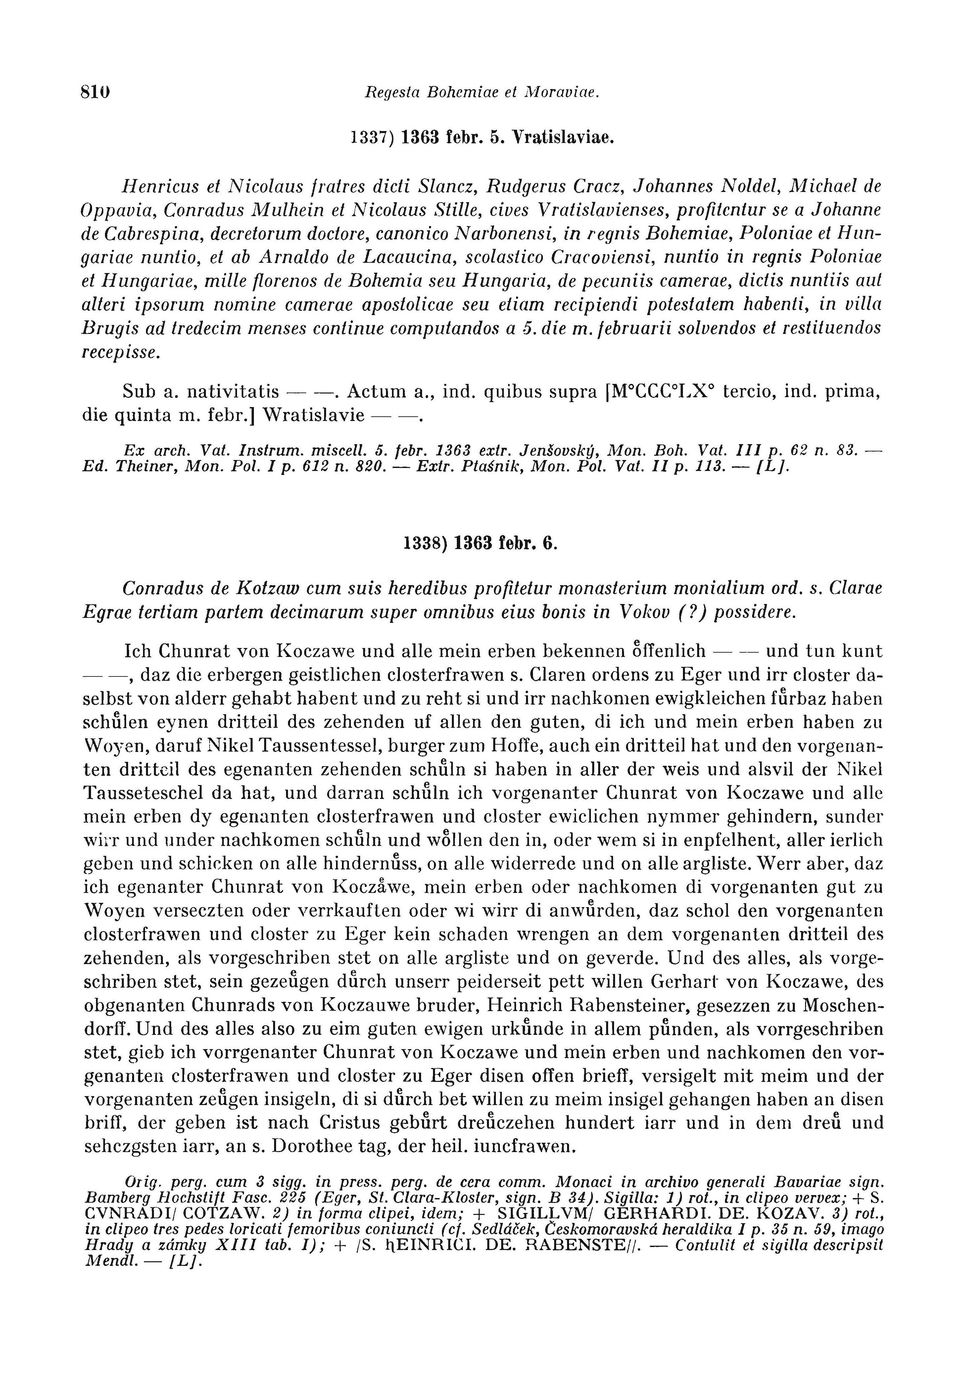 810 Regesta Bohemiae et Moraviae.
1337) 1363 febr. 5. Vratislaviae.
Henricus et Nicolaus fratres dicti Slancz, Rudgerus Cracz, Johannes Noldel, Michael de
Oppavia, Conradus Mulhein et Nicolaus Stille, cives Vratislavienses, profitentur se a Johanne
de Cabrespina, decretorum doctore, canonico Narbonensi, in regnis Bohemiae, Poloniae et Hun-
gariae nuntio, et ab Arnaldo de Lacaucina, scolastico Cracoviensi, nuntio in regnis Poloniae
et Hungariae, mille florenos de Bohemia seu Hungaria, de pecuniis camerae, dictis nuntiis aut
alteri ipsorum nomine camerae apostolicae seu etiam recipiendi potestatem habenti, in villa
Brugis ad tredecim menses continue computandos a 5. die m. februarii solvendos et restituendos
recepisse.
Sub a. nativitatis — —. Actum a., ind. quibus supra [M°CCC°LX° tercio, ind. prima,
die quinta m. febr.] Wratislavie — —.
Ex arch. Vat. Instrum. miscell. 5. febr. 1363 extr. Jenšovský, Mon. Boh. Vat. III p. 62 n. 83. —
Ed. Theiner, Mon. Pol. I p. 612 n. 820. — Extr. Ptaśnik, Mon. Pol. Vat. II p. 113. — [L].
1338) 1363 febr. 6.
Conradus de Kotzaw cum suis heredibus profitetur monasterium monialium ord. s. Clarae
Egrae tertiam partem decimarum super omnibus eius bonis in Vokov (?) possidere.
Ich Chunrat von Koczawe und alle mein erben bekennen oͤffenlich — — und tun kunt
— —, daz die erbergen geistlichen closterfrawen s. Claren ordens zu Eger und irr closter da-
selbst von alderr gehabt habent und zu reht si und irr nachkomen ewigkleichen fuͤrbaz haben
schuͤlen eynen dritteil des zehenden uf allen den guten, di ich und mein erben haben zu
Woyen, daruf Nikel Taussentessel, burger zum Hoffe, auch ein dritteil hat und den vorgenan-
ten dritteil des egenanten zehenden schuͤln si haben in aller der weis und alsvil der Nikel
Tausseteschel da hat, und darran schuͤln ich vorgenanter Chunrat von Koczawe und alle
mein erben dy egenanten closterfrawen und closter ewiclichen nymmer gehindern, sunder
wirr und under nachkomen schuͤln und woͤllen den in, oder wem si in enpfelhent, aller ierlich
geben und schicken on alle hindernuͤss, on alle widerrede und on alle argliste. Werr aber, daz
ich egenanter Chunrat von Koczåwe, mein erben oder nachkomen di vorgenanten gut zu
Woyen verseczten oder verrkauften oder wi wirr di anwuͤrden, daz schol den vorgenanten
closterfrawen und closter zu Eger kein schaden wrengen an dem vorgenanten dritteil des
zehenden, als vorgeschriben stet on alle argliste und on geverde. Und des alles, als vorge-
schriben stet, sein gezeuͤgen duͤrch unserr peiderseit pett willen Gerhart von Koczawe, des
obgenanten Chunrads von Koczauwe bruder, Heinrich Rabensteiner, gesezzen zu Moschen-
dorff. Und des alles also zu eim guten ewigen urkuͤnde in allem puͤnden, als vorrgeschriben
stet, gieb ich vorrgenanter Chunrat von Koczawe und mein erben und nachkomen den vor-
genanten closterfrawen und closter zu Eger disen offen brieff, versigelt mit meim und der
vorgenanten zeuͤgen insigeln, di si duͤrch bet willen zu meim insigel gehangen haben an disen
briff, der geben ist nach Cristus gebuͤrt dreuͤczehen hundert iarr und in dem dreuͤ und
sehczgsten iarr, an s. Dorothee tag, der heil. iuncfrawen.
Orig. perg. cum 3 sigg. in press. perg. de cera comm. Monaci in archivo generali Bavariae sign.
Bamberg Hochstift Fasc. 225 (Eger, St. Clara-Kloster, sign. B 34). Sigilla: 1) rot., in clipeo vervex; + S.
CVNRADI/ COTZAW. 2) in forma clipei, idem; + SIGILLVM/ GERHARDI. DE. KOZAV. 3) rot.,
in clipeo tres pedes loricati femoribus coniuncti (cf. Sedláček, Českomoravská heraldika I p. 35 n. 59, imago
Hrady a zámky XIII tab. I); + /S. ҺEINRICI. DE. RABENSTE//. — Contulit et sigilla descripsit
Mendl. — [L].